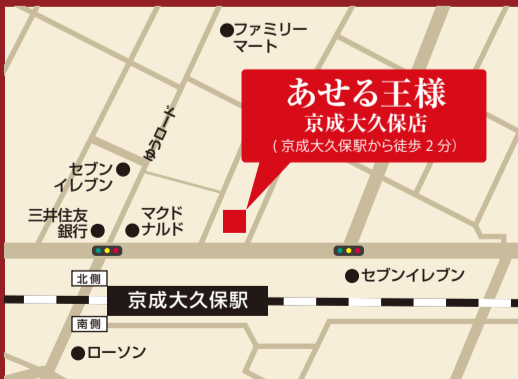 ファミリー
マート
あせる王様
京成大久保店
(京成大久保駅から徒歩2分)
ゆうロード
セブン
イレブン
三井住友
銀行
マクド
ナルド
北側
京成大久保駅
南側
セブンイレブン
ローソン